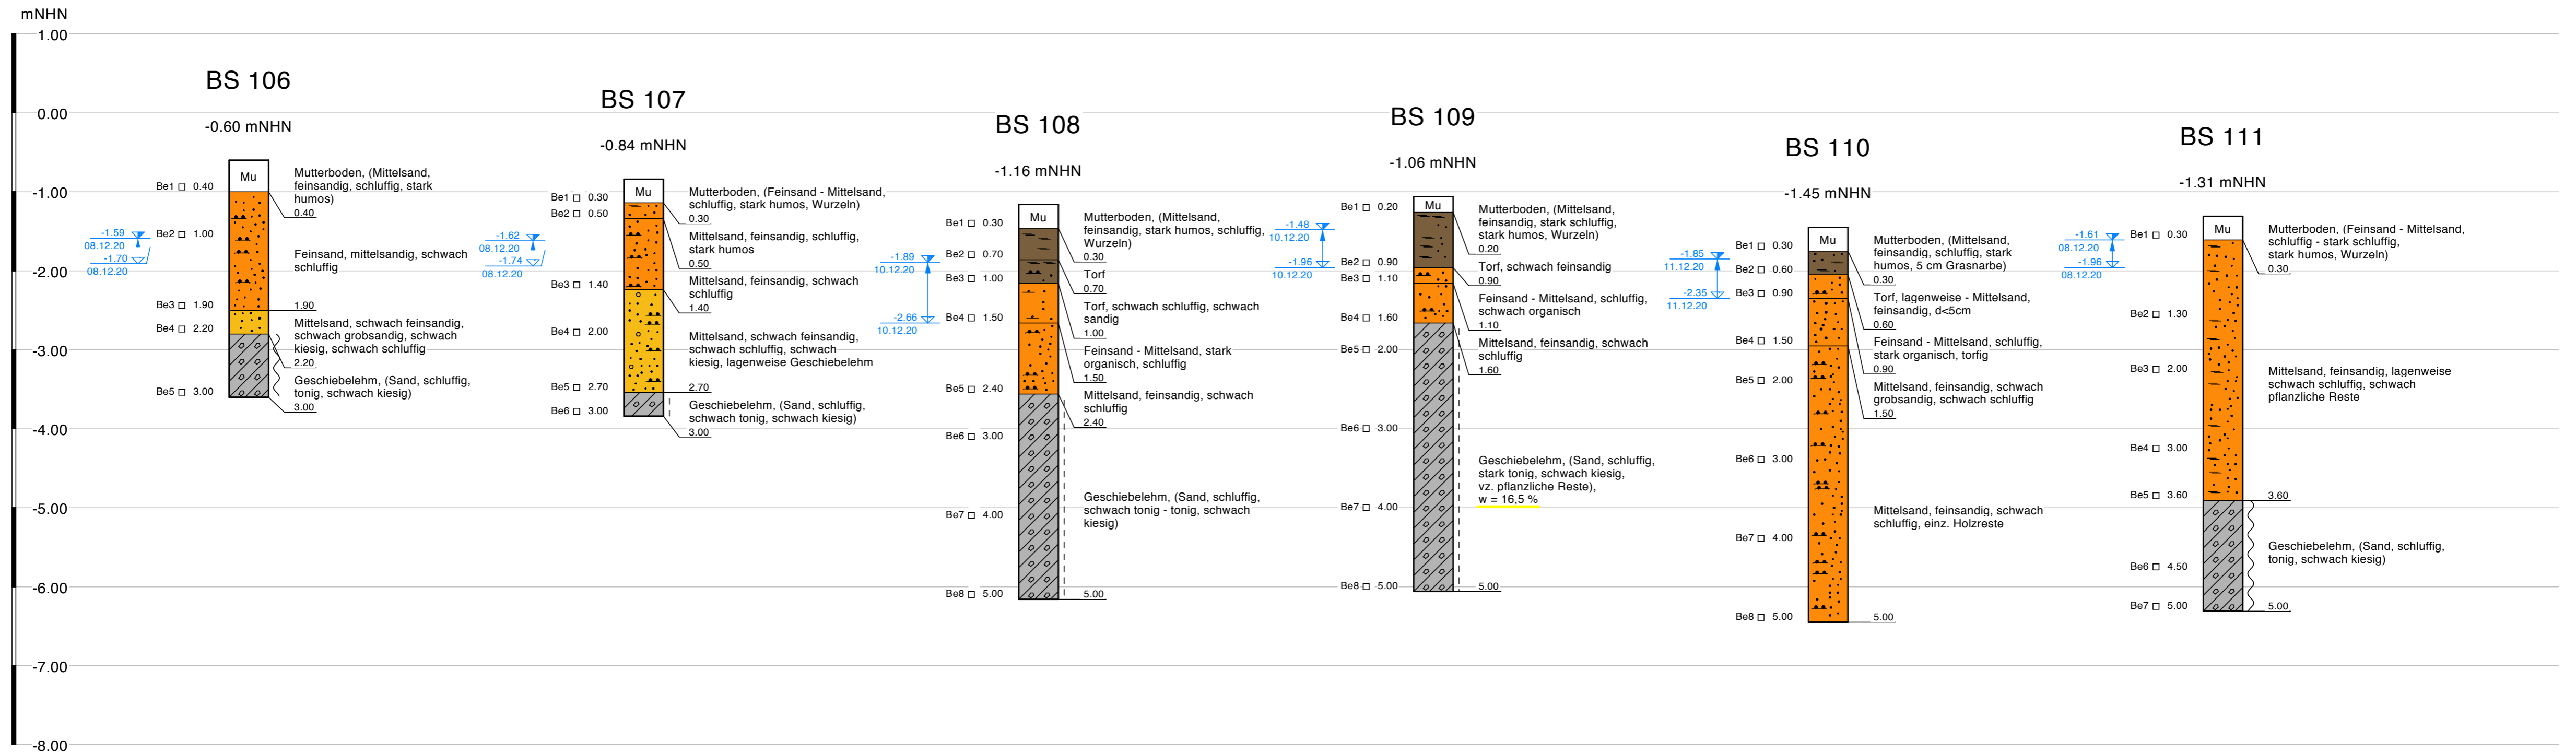 mNHN
1.00
0.00
-1.00
-2.00
-3.00
-4.00
-5.00
-6.00
-7.00
-8.00
BS 106
-0.60 mNHN
Mu
Be1 0.40
Be2 1.00
Be3 1.90
Be4 2.20
Be5 3.00
-1.59
08.12.20
-1.70
08.12.20
Mutterboden, (Mittelsand,
feinsandig, schluffig, stark
humos)
0.40
Feinsand, mittelsandig, schwach
schluffig
1.90
Mittelsand, schwach feinsandig,
schwach grobsandig, schwach
kiesig, schwach schluffig
2.20
Geschiebelehm, (Sand, schluffig,
tonig, schwach kiesig)
3.00
BS 107
-0.84 mNHN
Mu
Be1 0.30
Be2 0.50
Be3 1.40
Be4 2.00
Be5 2.70
Be6 3.00
-1.62
08.12.20
-1.74
08.12.20
Mutterboden, (Feinsand - Mittelsand,
schluffig, stark humos, Wurzeln)
0.30
Mittelsand, feinsandig, schluffig,
stark humos
0.50
Mittelsand, feinsandig, schwach
schluffig
1.40
Mittelsand, schwach feinsandig,
schwach schluffig, schwach
kiesig, lagenweise Geschiebelehm
2.70
Geschiebelehm, (Sand, schluffig,
schwach tonig, schwach kiesig)
3.00
BS 108
-1.16 mNHN
Mu
Be1 0.30
Be2 0.70
Be3 1.00
Be4 1.50
Be5 2.40
Be6 3.00
Be7 4.00
Be8 5.00
-1.89
10.12.20
-2.66
10.12.20
Mutterboden, (Mittelsand,
feinsandig, stark humos, schluffig,
Wurzeln)
0.30
Torf
0.70
Torf, schwach schluffig, schwach
sandig
1.00
Feinsand - Mittelsand, stark
organisch, schluffig
1.50
Mittelsand, feinsandig, schwach
schluffig
2.40
Geschiebelehm, (Sand, schluffig,
schwach tonig - tonig, schwach
kiesig)
5.00
BS 109
-1.06 mNHN
Mu
Be1 0.20
Be2 0.90
Be3 1.10
Be4 1.60
Be5 2.00
Be6 3.00
Be7 4.00
Be8 5.00
-1.48
10.12.20
-1.96
10.12.20
Mutterboden, (Mittelsand,
feinsandig, stark schluffig,
stark humos, Wurzeln)
0.20
Torf, schwach feinsandig
0.90
Feinsand - Mittelsand, schluffig,
schwach organisch
1.10
Mittelsand, feinsandig, schwach
schluffig
1.60
Geschiebelehm, (Sand, schluffig,
stark tonig, schwach kiesig,
vz. pflanzliche Reste),
w = 16,5 %
5.00
BS 110
-1.45 mNHN
Mu
Be1 0.30
Be2 0.60
Be3 0.90
Be4 1.50
Be5 2.00
Be6 3.00
Be7 4.00
Be8 5.00
-1.85
11.12.20
-2.35
11.12.20
Mutterboden, (Mittelsand,
feinsandig, schluffig, stark
humos, 5 cm Grasnarbe)
0.30
Torf, lagenweise - Mittelsand,
feinsandig, d<5cm
0.60
Feinsand - Mittelsand, schluffig,
stark organisch, torfig
0.90
Mittelsand, feinsandig, schwach
grobsandig, schwach schluffig
1.50
Mittelsand, feinsandig, schwach
schluffig, einz. Holzreste
5.00
BS 111
-1.31 mNHN
Mu
Be1 0.30
Be2 1.30
Be3 2.00
Be4 3.00
Be5 3.60
Be6 4.50
Be7 5.00
-1.61
08.12.20
-1.96
08.12.20
Mutterboden, (Feinsand - Mittelsand,
schluffig - stark schluffig,
stark humos, Wurzeln)
0.30
Mittelsand, feinsandig, lagenweise
schwach schluffig, schwach
pflanzliche Reste
3.60
Geschiebelehm, (Sand, schluffig,
tonig, schwach kiesig)
5.00